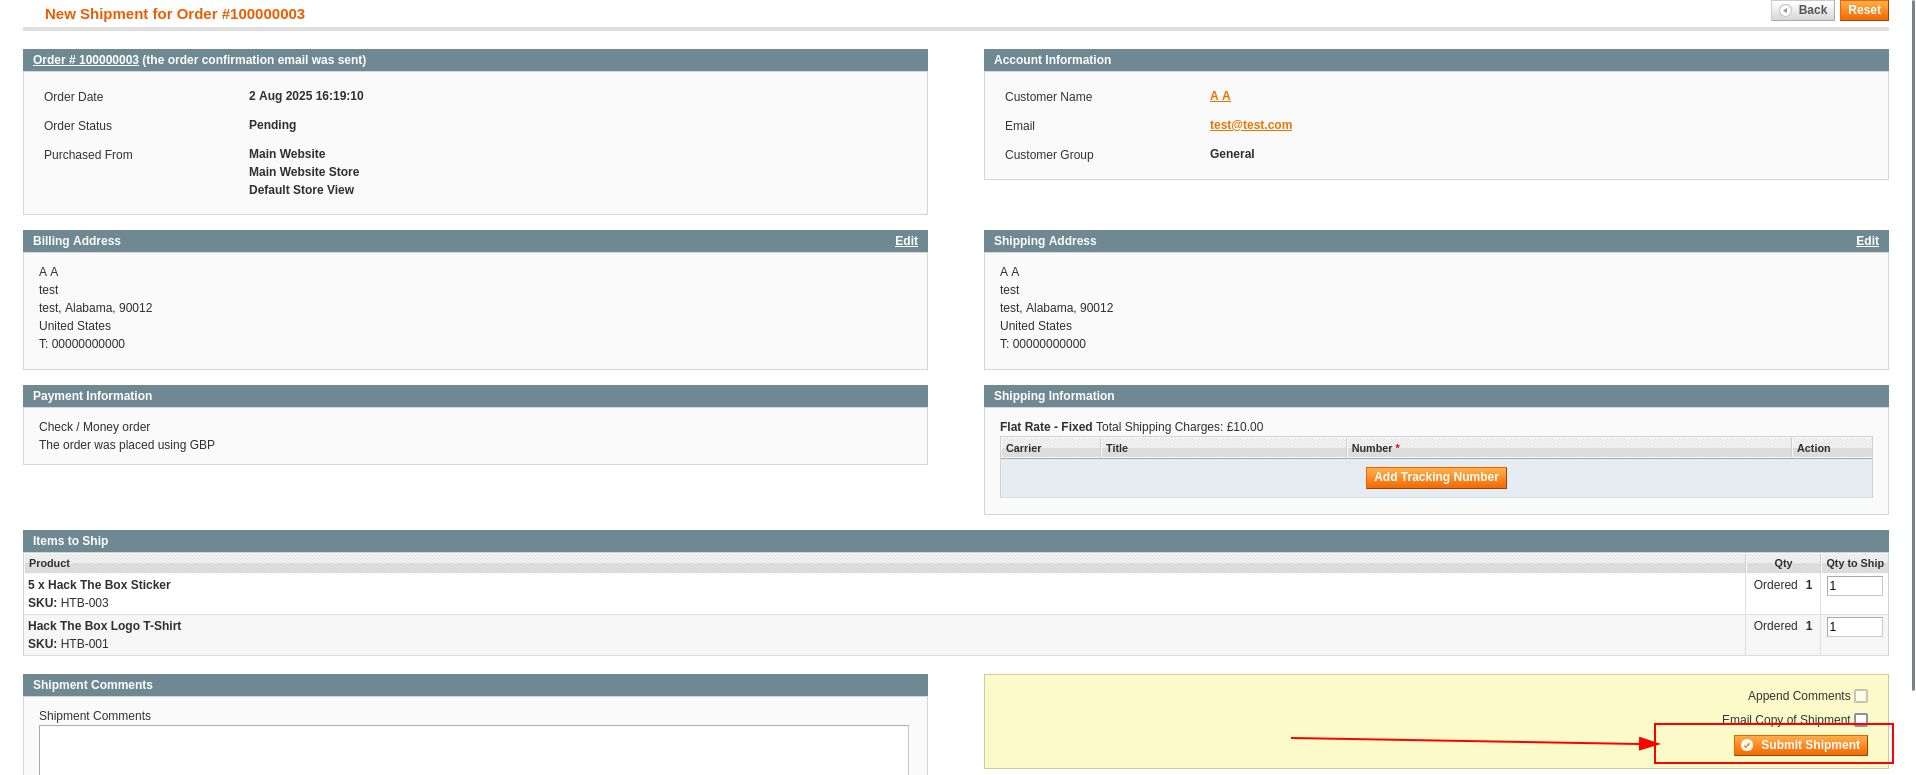 New Shipment for Order #100000003
Back
Reset
Order # 100000003 (the order confirmation email was sent)
Order Date 2 Aug 2025 16:19:10
Order Status Pending
Purchased From Main Website
Main Website Store
Default Store View
Account Information
Customer Name A A
Email test@test.com
Customer Group General
Billing Address Edit
A A
test
test, Alabama, 90012
United States
T: 00000000000
Shipping Address Edit
A A
test
test, Alabama, 90012
United States
T: 00000000000
Payment Information
Check / Money order
The order was placed using GBP
Shipping Information
Flat Rate - Fixed Total Shipping Charges: £10.00
Carrier Title Number * Action
Add Tracking Number
Items to Ship
Product Qty Qty to Ship
5 x Hack The Box Sticker Ordered 1 1
SKU: HTB-003
Hack The Box Logo T-Shirt Ordered 1 1
SKU: HTB-001
Shipment Comments
Shipment Comments
Append Comments
Email Copy of Shipment
Submit Shipment